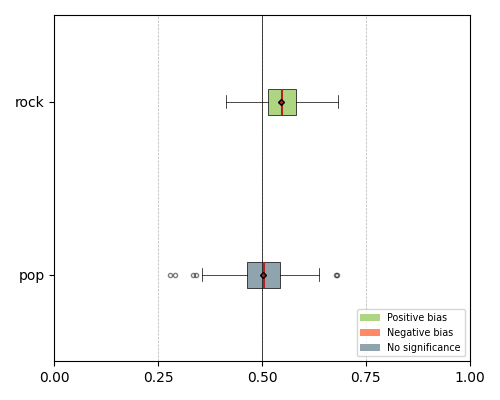 rock
pop
Positive bias
Negative bias
No significance
0.00 0.25 0.50 0.75 1.00